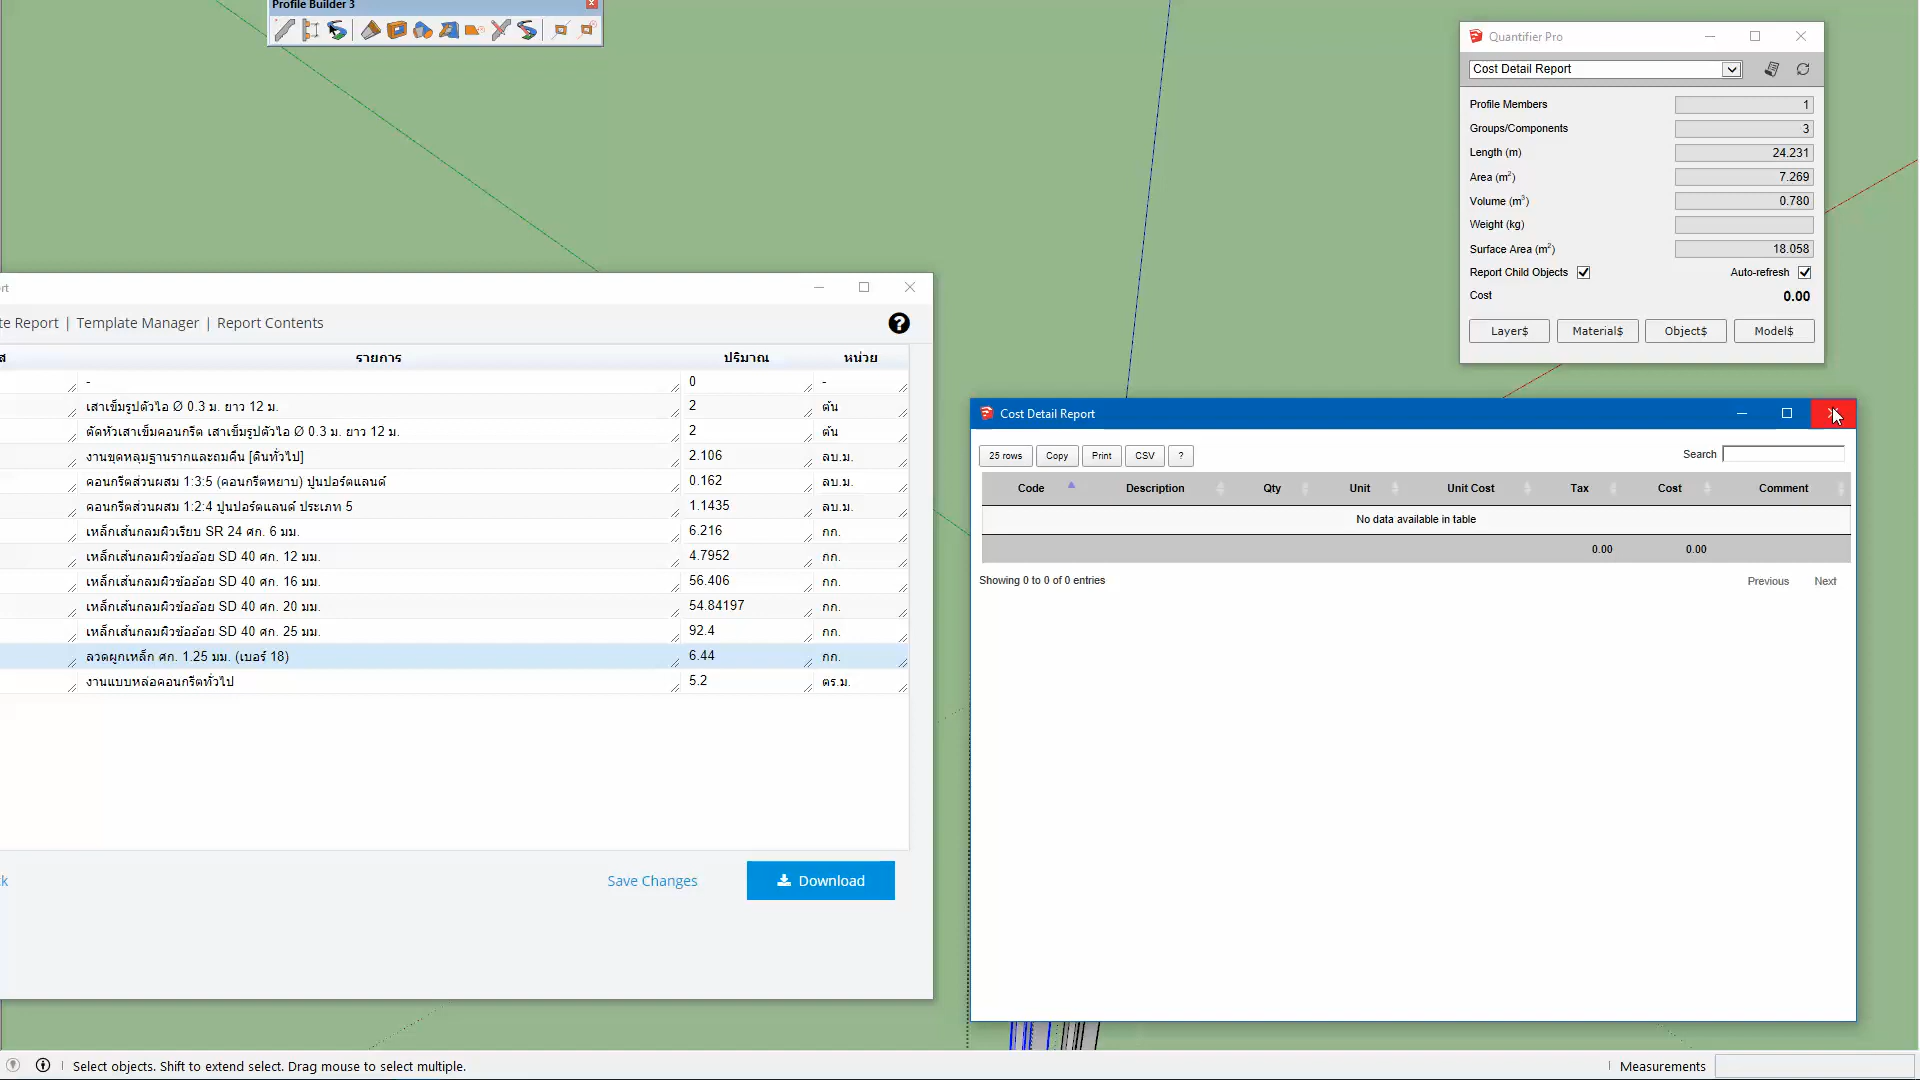 Profile Builder 3
Quantifier Pro
Cost Detail Report
Profile Members 1
Groups/Components 3
Length (m) 24.231
Area (m²) 7.269
Volume (m³) 0.780
Weight (kg)
Surface Area (m²) 18.058
Report Child Objects Auto-refresh
Cost 0.00
Layer$ Material$ Object$ Model$
rt
te Report | Template Manager | Report Contents ?
ส รายการ ปริมาณ หน่วย
- 0 -
เสาเข็มรูปตัวไอ Ø 0.3 ม. ยาว 12 ม. 2 ต้น
ตัดหัวเสาเข็มคอนกรีต เสาเข็มรูปตัวไอ Ø 0.3 ม. ยาว 12 ม. 2 ต้น
งานขุดหลุมฐานรากและถมคืน [ดินทั่วไป] 2.106 ลบ.ม.
คอนกรีตส่วนผสม 1:3:5 (คอนกรีตหยาบ) ปูนปอร์ตแลนด์ 0.162 ลบ.ม.
คอนกรีตส่วนผสม 1:2:4 ปูนปอร์ตแลนด์ ประเภท 5 1.1435 ลบ.ม.
เหล็กเส้นกลมผิวเรียบ SR 24 ศก. 6 มม. 6.216 กก.
เหล็กเส้นกลมผิวข้ออ้อย SD 40 ศก. 12 มม. 4.7952 กก.
เหล็กเส้นกลมผิวข้ออ้อย SD 40 ศก. 16 มม. 56.406 กก.
เหล็กเส้นกลมผิวข้ออ้อย SD 40 ศก. 20 มม. 54.84197 กก.
เหล็กเส้นกลมผิวข้ออ้อย SD 40 ศก. 25 มม. 92.4 กก.
ลวดผูกเหล็ก ศก. 1.25 มม. (เบอร์ 18) 6.44 กก.
งานแบบหล่อคอนกรีตทั่วไป 5.2 ตร.ม.
k Save Changes Download
Cost Detail Report
25 rows Copy Print CSV ? Search
Code Description Qty Unit Unit Cost Tax Cost Comment
No data available in table
0.00 0.00
Showing 0 to 0 of 0 entries Previous Next
Select objects. Shift to extend select. Drag mouse to select multiple. Measurements